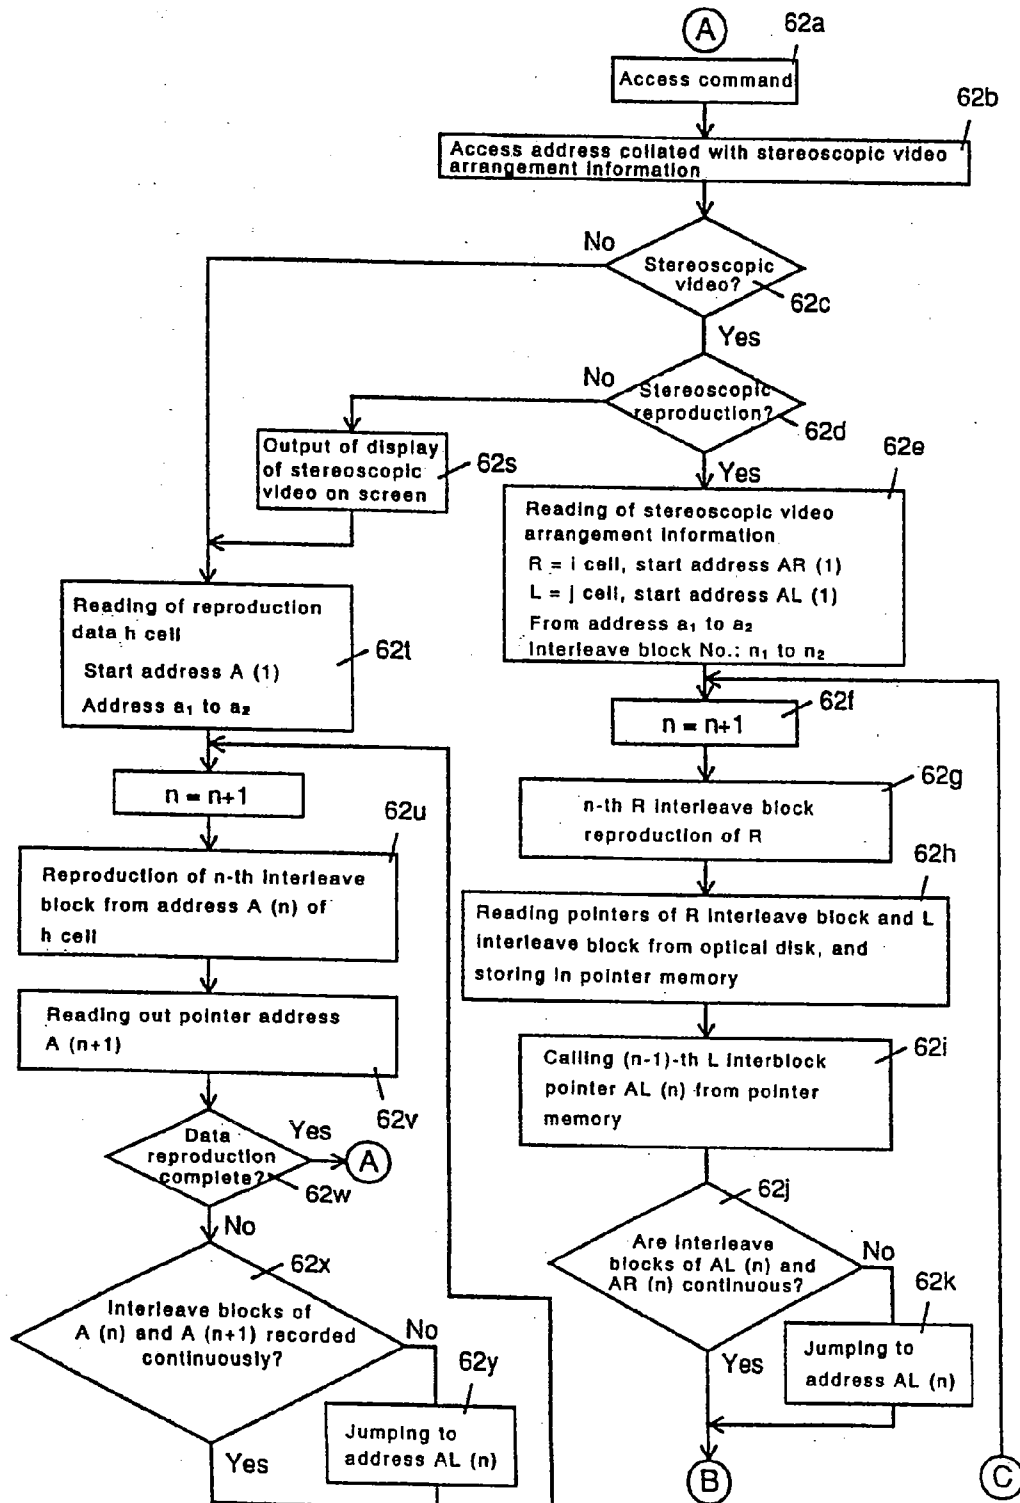 A
62a
Access command
62b
Access address collated with stereoscopic video
arrangement information
No
Stereoscopic
video?
62c
Yes
No
Stereoscopic
reproduction?
62d
Output of display
of stereoscopic
video on screen
62s
Yes
62e
Reading of stereoscopic video
arrangement information
R = i cell, start address AR (1)
L = j cell, start address AL (1)
From address a₁ to a₂
Interleave block No.: n₁ to n₂
Reading of reproduction
data h cell
Start address A (1)
Address a₁ to a₂
62t
62f
n = n+1
n = n+1
62g
n-th R interleave block
reproduction of R
62u
Reproduction of n-th interleave
block from address A (n) of
h cell
62h
Reading pointers of R interleave block and L
interleave block from optical disk, and
storing in pointer memory
Reading out pointer address
A (n+1)
62v
62i
Calling (n-1)-th L interblock
pointer AL (n) from pointer
memory
Data
reproduction
complete?
62w
Yes
A
No
62j
Are interleave
blocks of AL (n) and
AR (n) continuous?
No
62k
Jumping to
address AL (n)
Yes
62x
Interleave blocks of
A (n) and A (n+1) recorded
continuously?
No
62y
Jumping to
address AL (n)
Yes
B
C